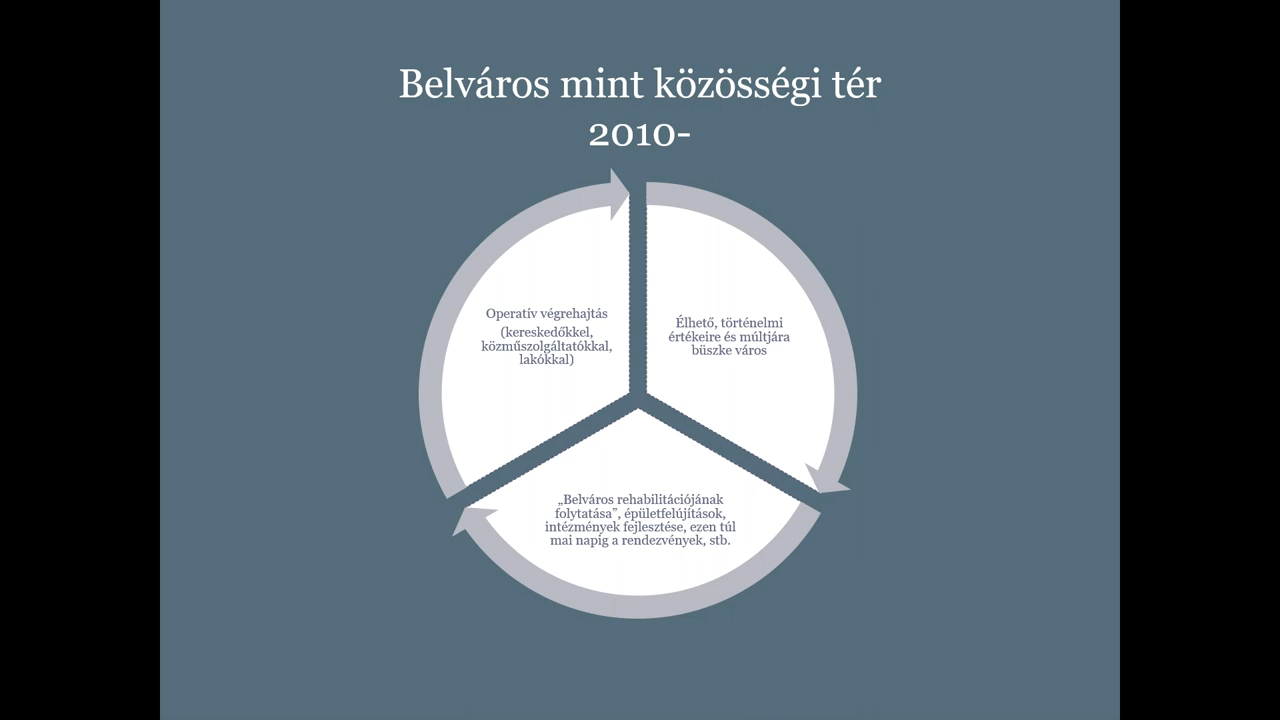 Belváros mint közösségi tér
2010-
Operatív végrehajtás
(kereskedőkkel,
közműszolgáltatókkal,
lakókkal)
Élhető, történelmi
értékeire és múltjára
büszke város
„Belváros rehabilitációjának
folytatása”, épületfelújítások,
intézmények fejlesztése, ezen túl
mai napig a rendezvények, stb.